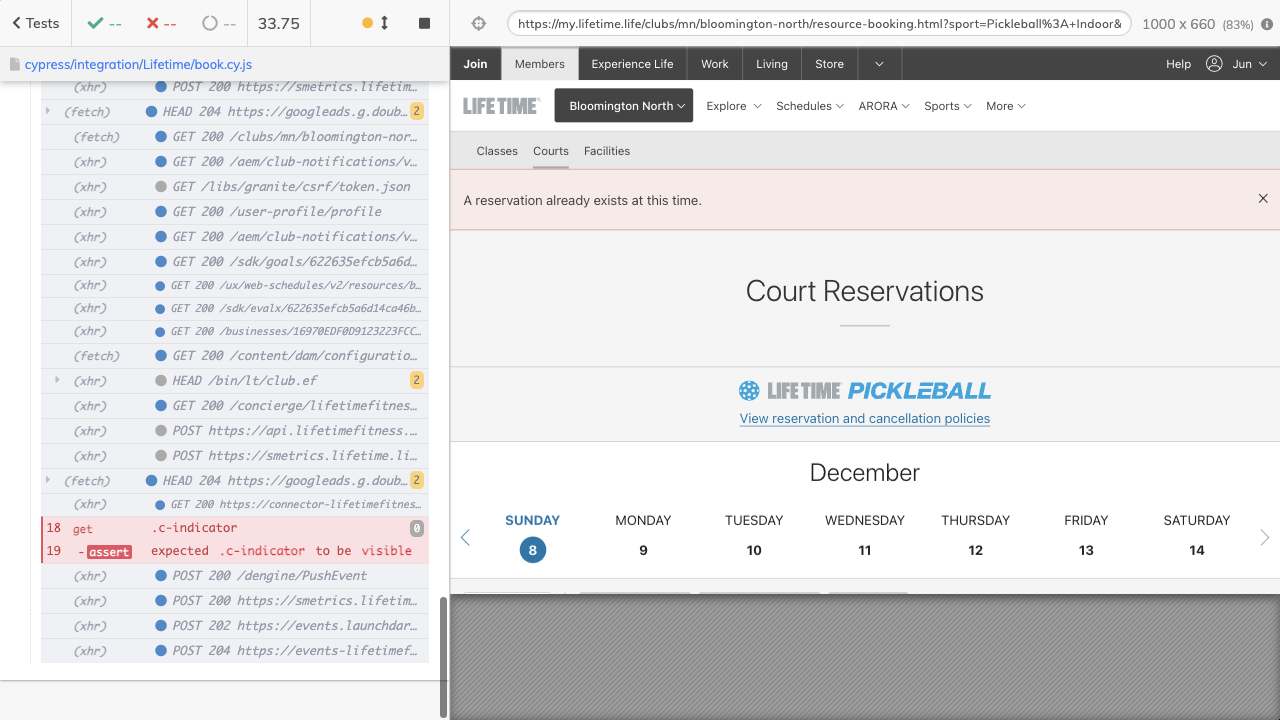 Tests -- -- -- 33.75
cypress/integration/Lifetime/book.cy.js
(xhr) POST 200 https://smetrics.lifetim...
(fetch) HEAD 204 https://googleads.g.doub... 2
(fetch) GET 200 /clubs/mn/bloomington-nor...
(xhr) GET 200 /aem/club-notifications/v...
(xhr) GET /libs/granite/csrf/token.json
(xhr) GET 200 /user-profile/profile
(xhr) GET 200 /aem/club-notifications/v...
(xhr) GET 200 /sdk/goals/622635efcb5a6d...
(xhr) GET 200 /ux/web-schedules/v2/resources/b...
(xhr) GET 200 /sdk/evalx/622635efcb5a6d14ca46b...
(xhr) GET 200 /businesses/16970EDF0D9123223FCC...
(fetch) GET 200 /content/dam/configuratio...
(xhr) HEAD /bin/lt/club.ef 2
(xhr) GET 200 /concierge/lifetimefitnes...
(xhr) POST https://api.lifetimefitness....
(xhr) POST https://smetrics.lifetime.li...
(fetch) HEAD 204 https://googleads.g.doub... 2
(xhr) GET 200 https://connector-lifetimefitnes...
18 get .c-indicator 0
19 -assert expected .c-indicator to be visible
(xhr) POST 200 /dengine/PushEvent
(xhr) POST 200 https://smetrics.lifetim...
(xhr) POST 202 https://events.launchdar...
(xhr) POST 204 https://events-lifetimef...
https://my.lifetime.life/clubs/mn/bloomington-north/resource-booking.html?sport=Pickleball%3A+Indoor& 1000 x 660 (83%)
Join Members Experience Life Work Living Store Help Jun
LIFE TIME Bloomington North Explore Schedules ARORA Sports More
Classes Courts Facilities
A reservation already exists at this time.
Court Reservations
LIFE TIME PICKLEBALL
View reservation and cancellation policies
December
SUNDAY MONDAY TUESDAY WEDNESDAY THURSDAY FRIDAY SATURDAY
8 9 10 11 12 13 14